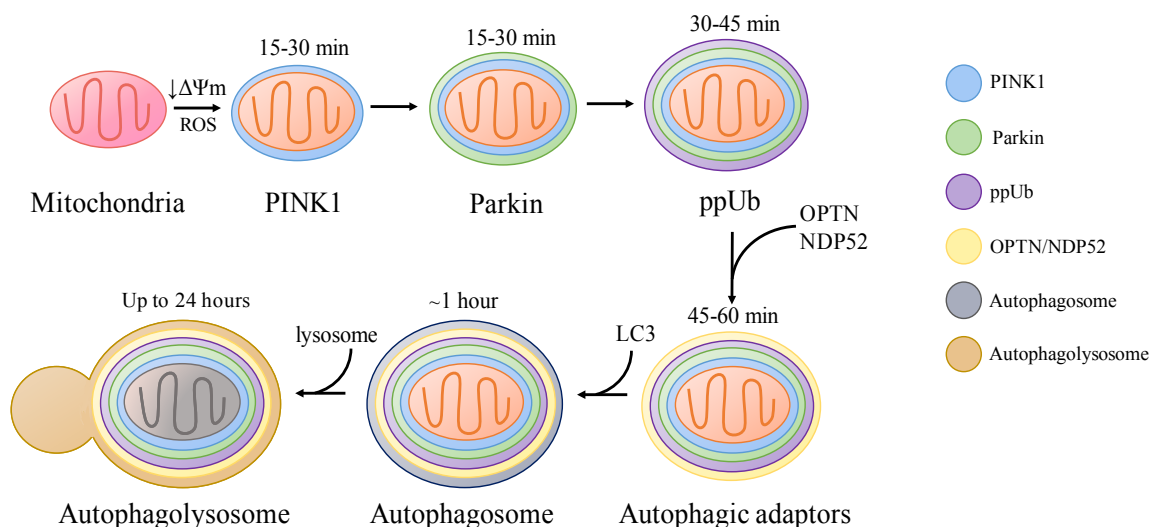 15-30 min
15-30 min
30-45 min
↓ΔΨm
ROS
Mitochondria
PINK1
Parkin
ppUb
OPTN
NDP52
Up to 24 hours
lysosome
~1 hour
LC3
45-60 min
Autophagolysosome
Autophagosome
Autophagic adaptors
PINK1
Parkin
ppUb
OPTN/NDP52
Autophagosome
Autophagolysosome